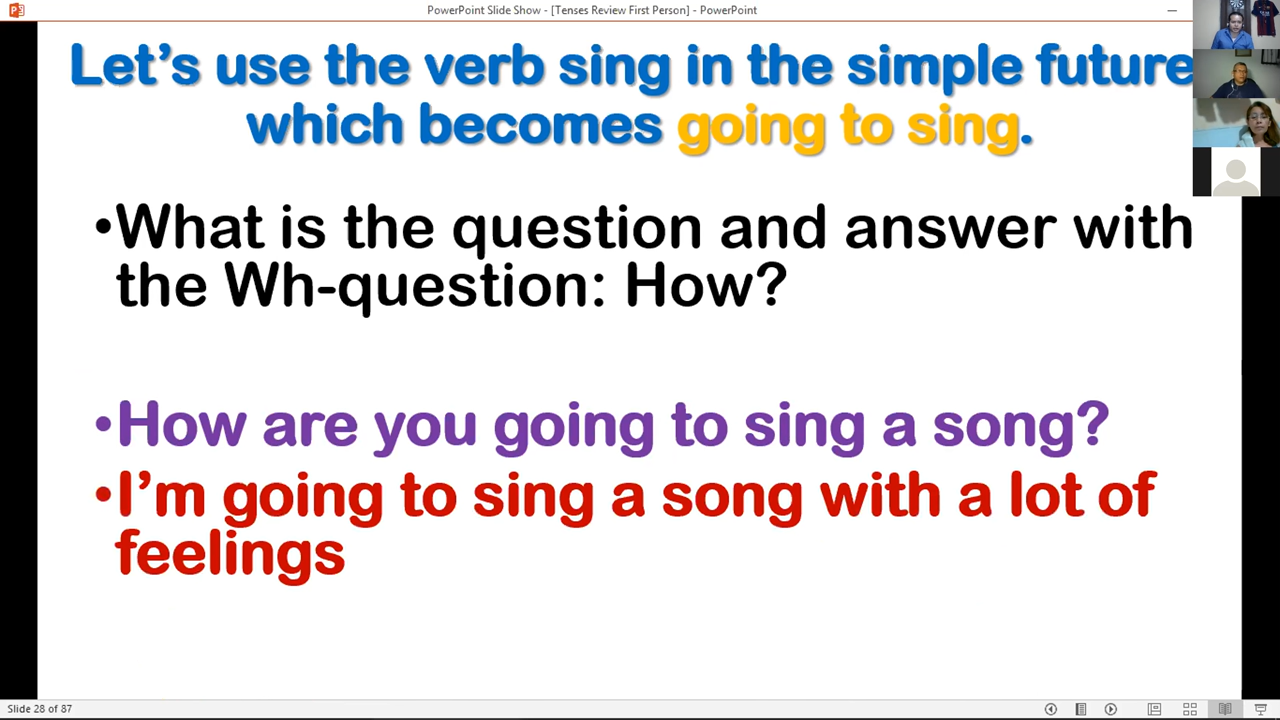 PowerPoint Slide Show - [Tenses Review First Person] - PowerPoint
Let's use the verb sing in the simple future
which becomes going to sing.
•What is the question and answer with
the Wh-question: How?
•How are you going to sing a song?
•I'm going to sing a song with a lot of
feelings
Slide 28 of 87